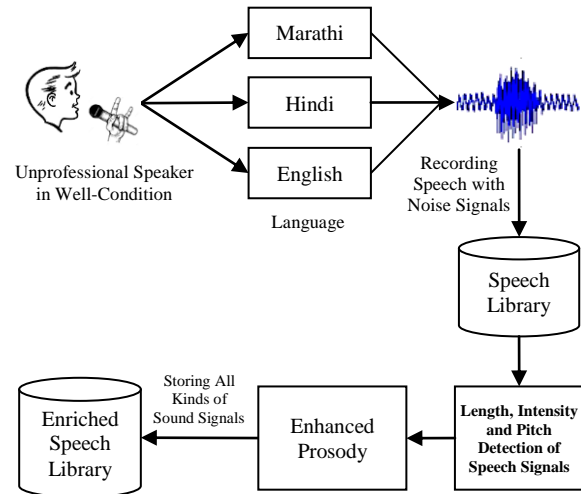 Marathi
Hindi
English
Language
Unprofessional Speaker
in Well-Condition
Recording
Speech with
Noise Signals
Speech
Library
Length, Intensity
and Pitch
Detection of
Speech Signals
Enhanced
Prosody
Storing All
Kinds of
Sound Signals
Enriched
Speech
Library